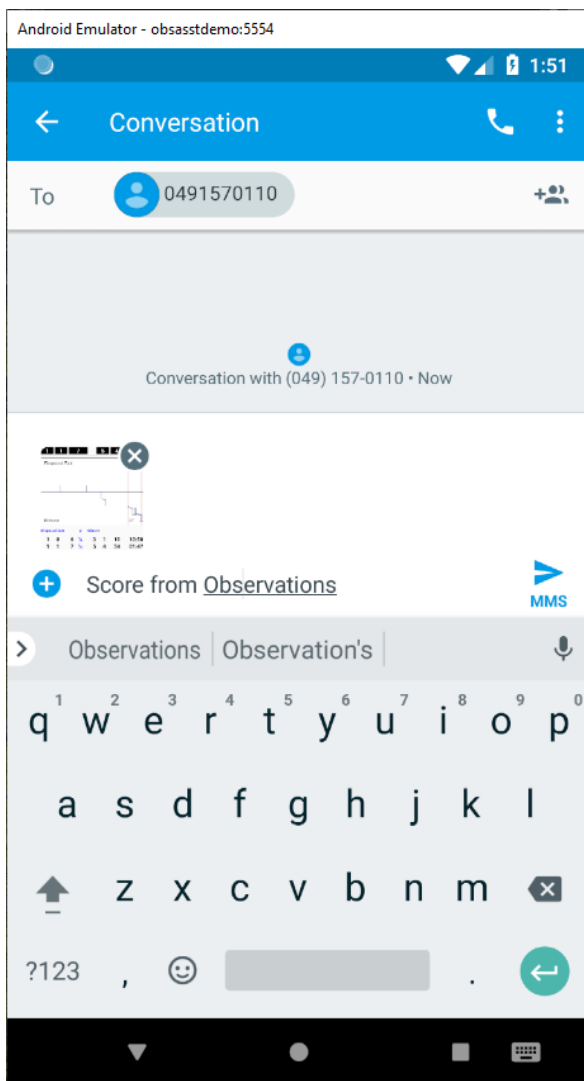 Android Emulator - obsasstdemo:5554
1:51
Conversation
To 0491570110
Conversation with (049) 157-0110 • Now
Score from Observations
MMS
Observations Observation's
1 2 3 4 5 6 7 8 9 0
q w e r t y u i o p
a s d f g h j k l
z x c v b n m
?123 , .